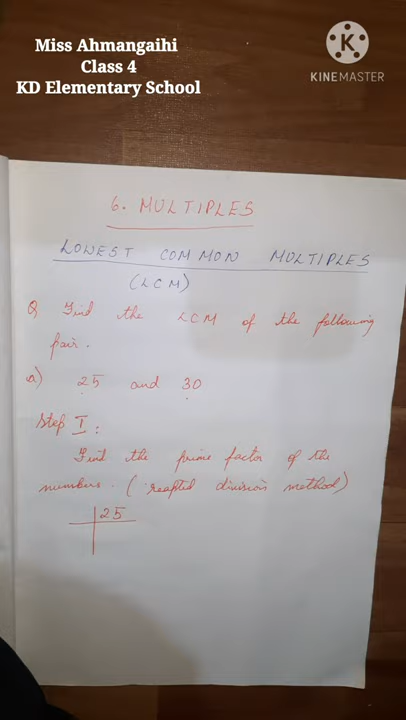 Miss Ahmangaihi
Class 4
KD Elementary School
K
KINEMASTER
6. MULTIPLES
LOWEST COMMON MULTIPLES
(LCM)
Q Find the LCM of the following
pair.
a) 25 and 30
Step I:
Find the prime factor of the
numbers. (reapted division method)
25